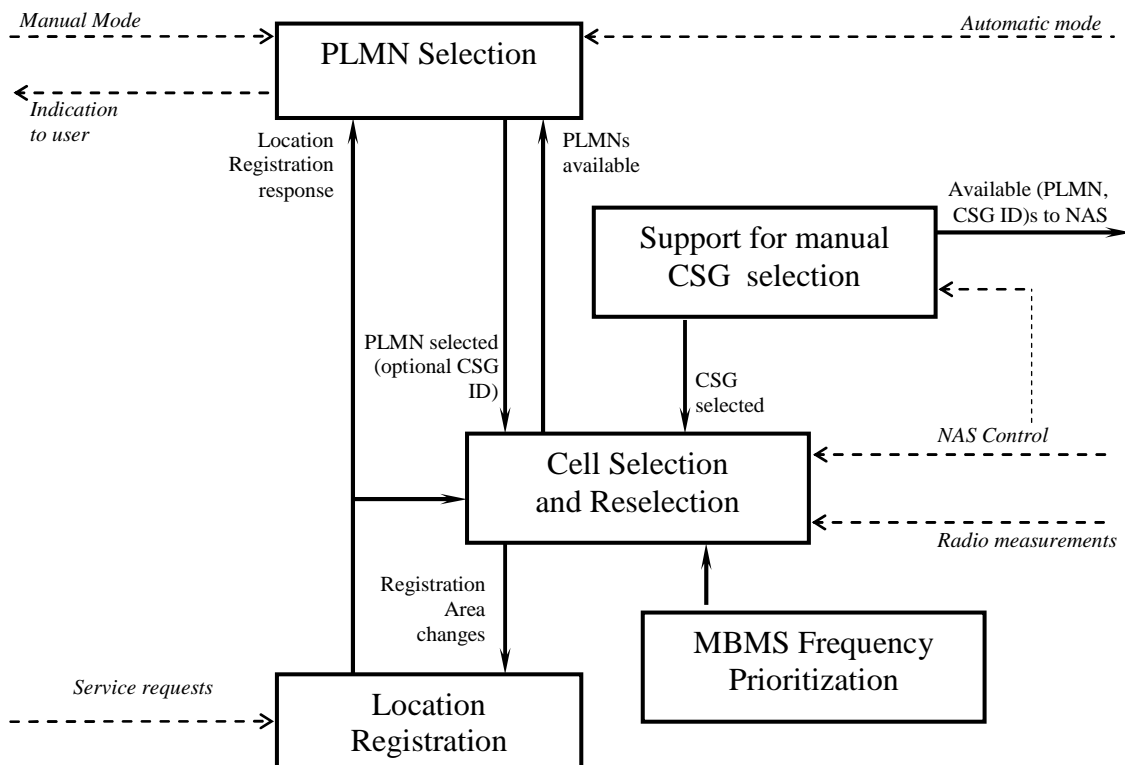 Manual Mode
PLMN Selection
Automatic mode
Indication
to user
Location
Registration
response
PLMNs
available
Available (PLMN,
CSG ID)s to NAS
Support for manual
CSG selection
PLMN selected
(optional CSG
ID)
CSG
selected
NAS Control
Cell Selection
and Reselection
Radio measurements
Registration
Area
changes
MBMS Frequency
Prioritization
Service requests
Location
Registration